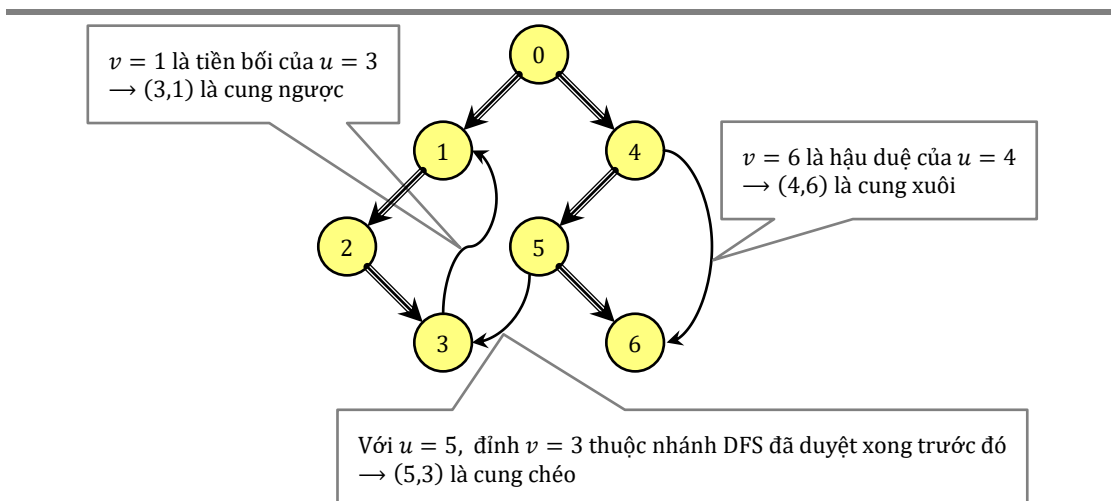 0
𝑣 = 1 là tiền bối của 𝑢 = 3
⟶ (3,1) là cung ngược
1
4
𝑣 = 6 là hậu duệ của 𝑢 = 4
⟶ (4,6) là cung xuôi
2
5
3
6
Với 𝑢 = 5, đỉnh 𝑣 = 3 thuộc nhánh DFS đã duyệt xong trước đó
⟶ (5,3) là cung chéo